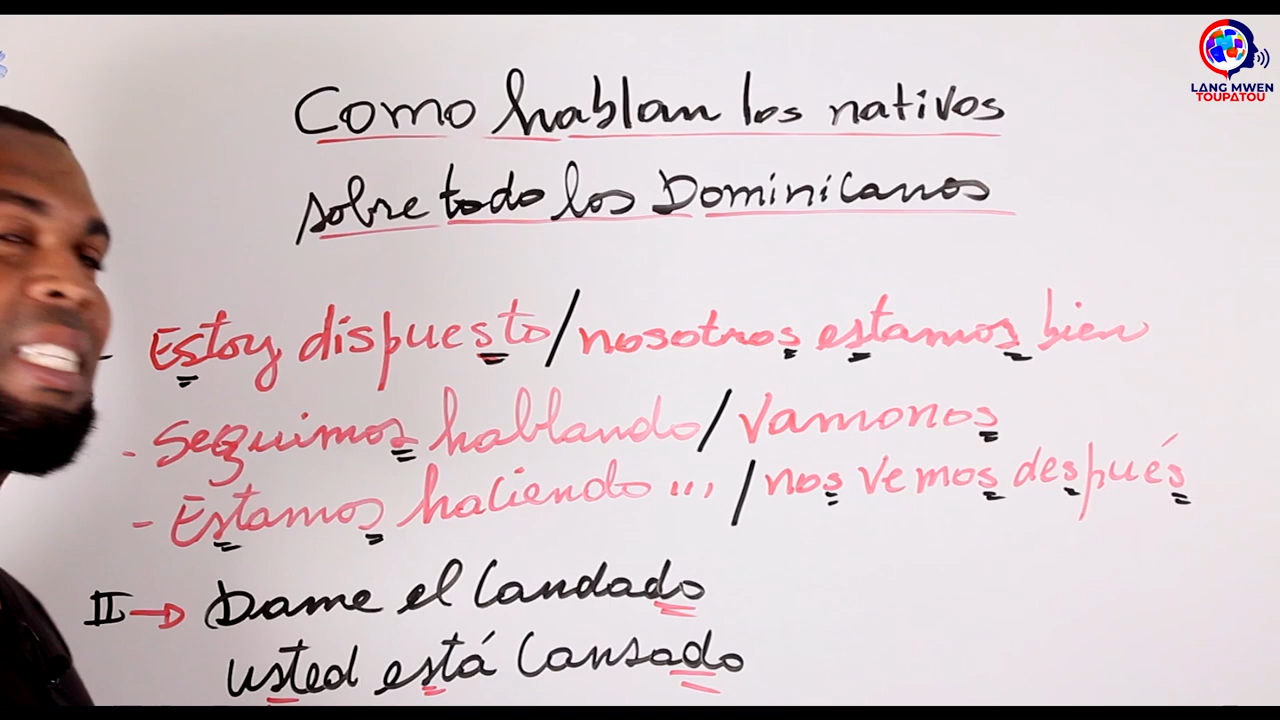 LANG MWEN
TOUPATOU
Como hablan los nativos
sobre todo los Dominicanos
- Estoy dispuesto/nosotros estamos bien
- Seguimos hablando/Vamonos
- Estamos haciendo.../nos vemos después
II→ Dame el Candado
usted está Cansado